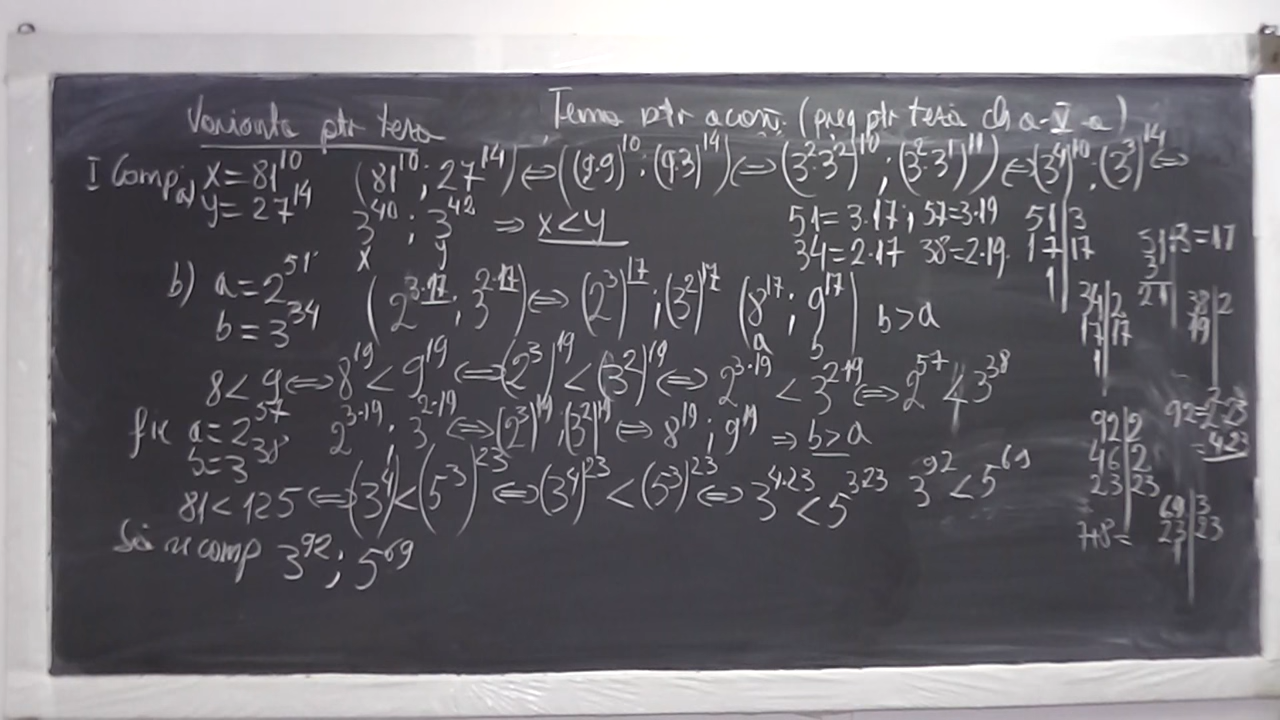 Varianta ptr teza
Tema ptr acasă (preg ptr teză cls a-V-a)
I Comp a) x = 81^10 (81^10 ; 27^14) ⇔ ((9·9)^10 ; (9·3)^14) ⇔ (3^2·3^2)^10 ; (3^2·3^1)^11) ⇔ (3^4)^10 ; (3^3)^14 ⇔
y = 27^14 3^40 ; 3^42 ⇒ x < y
x y
51 = 3·17 ; 57 = 3·19
34 = 2·17 38 = 2·19
51 | 3
17 | 17
1
b) a = 2^51 (2^3·17 ; 3^2·17) ⇔ (2^3)^17 ; (3^2)^17 (8^17 ; 9^17) b > a
b = 3^34 a b
34 | 2
17 | 17
1
38 | 2
19
8 < 9 ⇔ 8^19 < 9^19 ⇔ (2^3)^19 < (3^2)^19 ⇔ 2^3·19 < 3^2·19 ⇔ 2^57 < 3^38
fie a = 2^57 2^3·19 ; 3^2·19 ⇔ (2^3)^19 ; (3^2)^19 ⇔ 8^19 ; 9^19 ⇒ b > a
b = 3^38
92 | 2
46 | 2
23 | 23
92 = 2·2·23
= 4·23
81 < 125 ⇔ (3^4) < (5^3)^23 ⇔ (3^4)^23 < (5^3)^23 ⇔ 3^4·23 < 5^3·23 3^92 < 5^69
69 | 3
23 | 23
1
Să se comp 3^92 ; 5^69